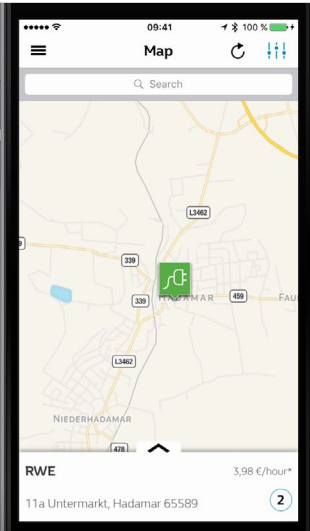 09:41
100 %
Map
Search
L3462
339
339
HADAMAR
459
FAU
L3462
NIEDERHADAMAR
478
RWE
3,98 €/hour*
11a Untermarkt, Hadamar 65589
2